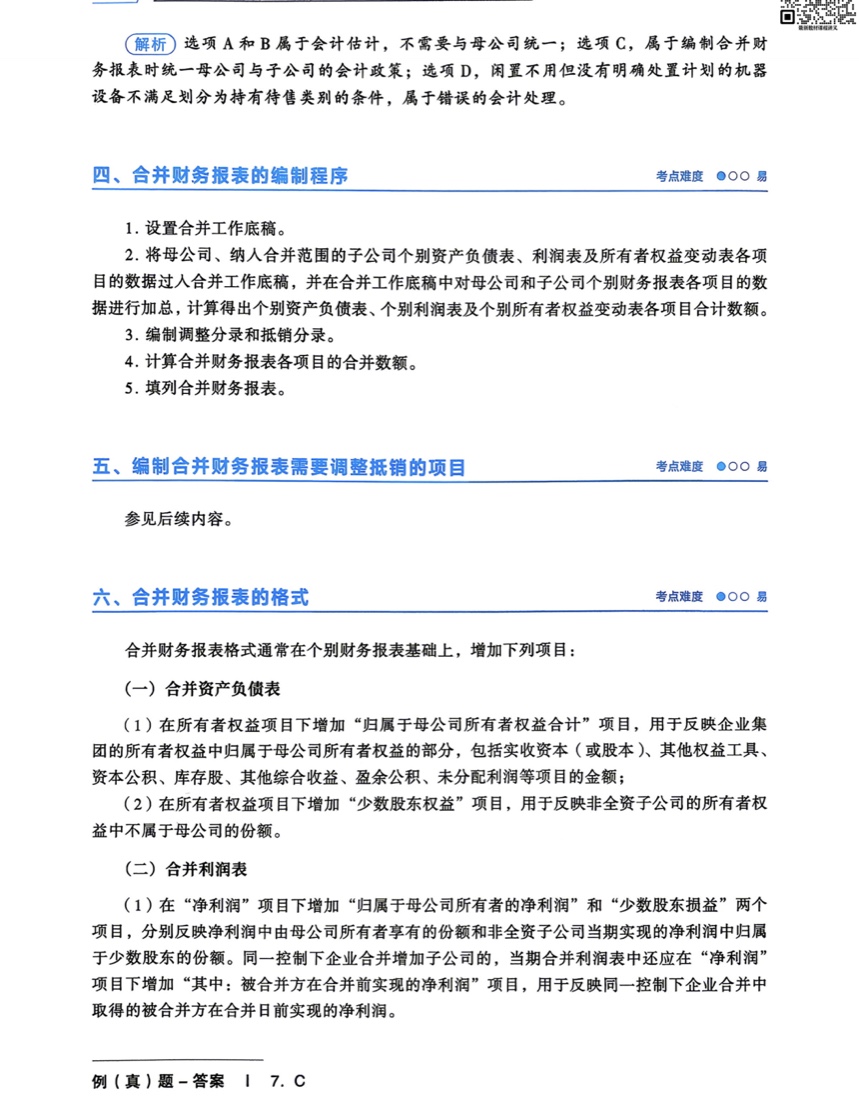 解析 选项 A 和 B 属于会计估计，不需要与母公司统一；选项 C，属于编制合并财
务报表时统一母公司与子公司的会计政策；选项 D，闲置不用但没有明确处置计划的机器
设备不满足划分为持有待售类别的条件，属于错误的会计处理。
四、合并财务报表的编制程序 考点难度 ●○○ 易
1. 设置合并工作底稿。
2. 将母公司、纳入合并范围的子公司个别资产负债表、利润表及所有者权益变动表各项
目的数据过入合并工作底稿，并在合并工作底稿中对母公司和子公司个别财务报表各项目的数
据进行加总，计算得出个别资产负债表、个别利润表及个别所有者权益变动表各项目合计数额。
3. 编制调整分录和抵销分录。
4. 计算合并财务报表各项目的合并数额。
5. 填列合并财务报表。
五、编制合并财务报表需要调整抵销的项目 考点难度 ●○○ 易
参见后续内容。
六、合并财务报表的格式 考点难度 ●○○ 易
合并财务报表格式通常在个别财务报表基础上，增加下列项目：
（一）合并资产负债表
（1）在所有者权益项目下增加“归属于母公司所有者权益合计”项目，用于反映企业集
团的所有者权益中归属于母公司所有者权益的部分，包括实收资本（或股本）、其他权益工具、
资本公积、库存股、其他综合收益、盈余公积、未分配利润等项目的金额；
（2）在所有者权益项目下增加“少数股东权益”项目，用于反映非全资子公司的所有者权
益中不属于母公司的份额。
（二）合并利润表
（1）在“净利润”项目下增加“归属于母公司所有者的净利润”和“少数股东损益”两个
项目，分别反映净利润中由母公司所有者享有的份额和非全资子公司当期实现的净利润中归属
于少数股东的份额。同一控制下企业合并增加子公司的，当期合并利润表中还应在“净利润”
项目下增加“其中：被合并方在合并前实现的净利润”项目，用于反映同一控制下企业合并中
取得的被合并方在合并日前实现的净利润。
例（真）题 – 答案 | 7. C